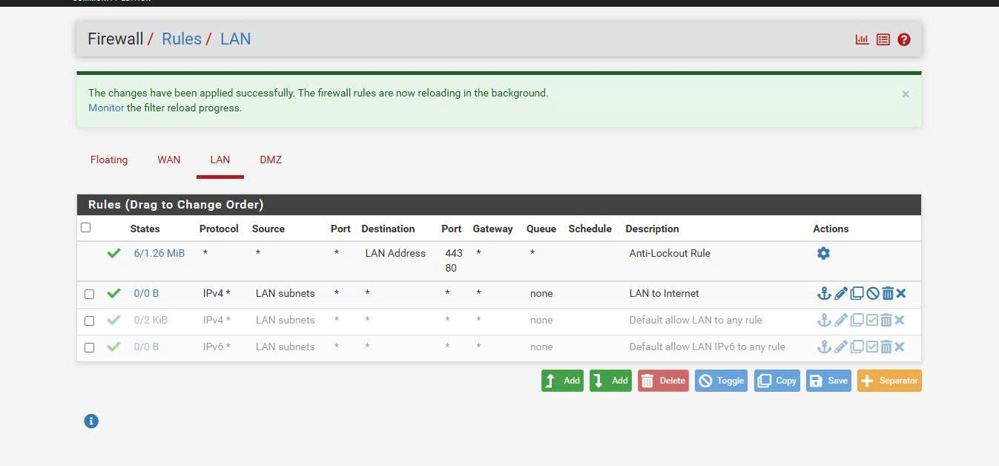 COMMUNITY EDITION
Firewall / Rules / LAN
The changes have been applied successfully. The firewall rules are now reloading in the background.
Monitor the filter reload progress.
×
Floating WAN LAN DMZ
Rules (Drag to Change Order)
States Protocol Source Port Destination Port Gateway Queue Schedule Description Actions
6/1.26 MiB * * * LAN Address 443 * * Anti-Lockout Rule
80
0/0 B IPv4 * LAN subnets * * * * none LAN to Internet
0/2 KiB IPv4 * LAN subnets * * * * none Default allow LAN to any rule
0/0 B IPv6 * LAN subnets * * * * none Default allow LAN IPv6 to any rule
Add Add Delete Toggle Copy Save Separator